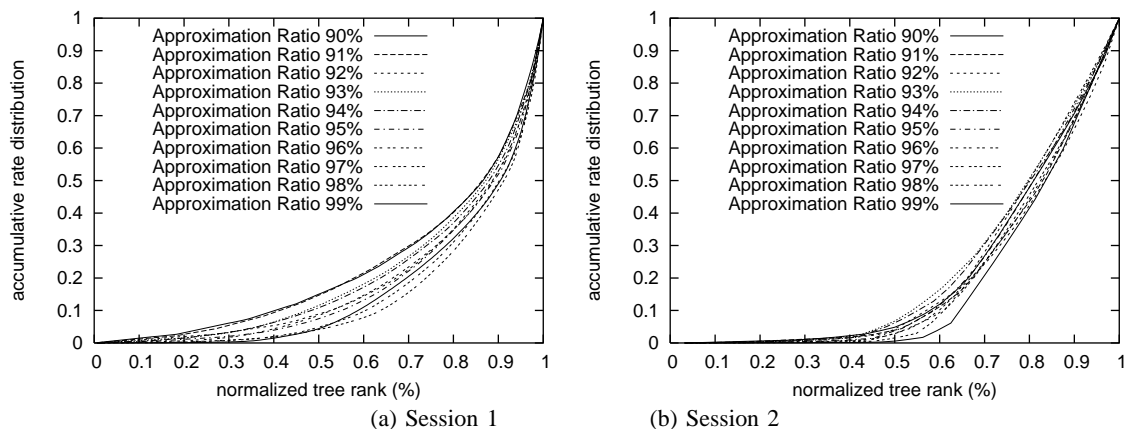 1
0.9
0.8
0.7
0.6
0.5
0.4
0.3
0.2
0.1
0
accumulative rate distribution
Approximation Ratio 90%
Approximation Ratio 91%
Approximation Ratio 92%
Approximation Ratio 93%
Approximation Ratio 94%
Approximation Ratio 95%
Approximation Ratio 96%
Approximation Ratio 97%
Approximation Ratio 98%
Approximation Ratio 99%
0 0.1 0.2 0.3 0.4 0.5 0.6 0.7 0.8 0.9 1
normalized tree rank (%)
(a) Session 1
1
0.9
0.8
0.7
0.6
0.5
0.4
0.3
0.2
0.1
0
accumulative rate distribution
Approximation Ratio 90%
Approximation Ratio 91%
Approximation Ratio 92%
Approximation Ratio 93%
Approximation Ratio 94%
Approximation Ratio 95%
Approximation Ratio 96%
Approximation Ratio 97%
Approximation Ratio 98%
Approximation Ratio 99%
0 0.1 0.2 0.3 0.4 0.5 0.6 0.7 0.8 0.9 1
normalized tree rank (%)
(b) Session 2